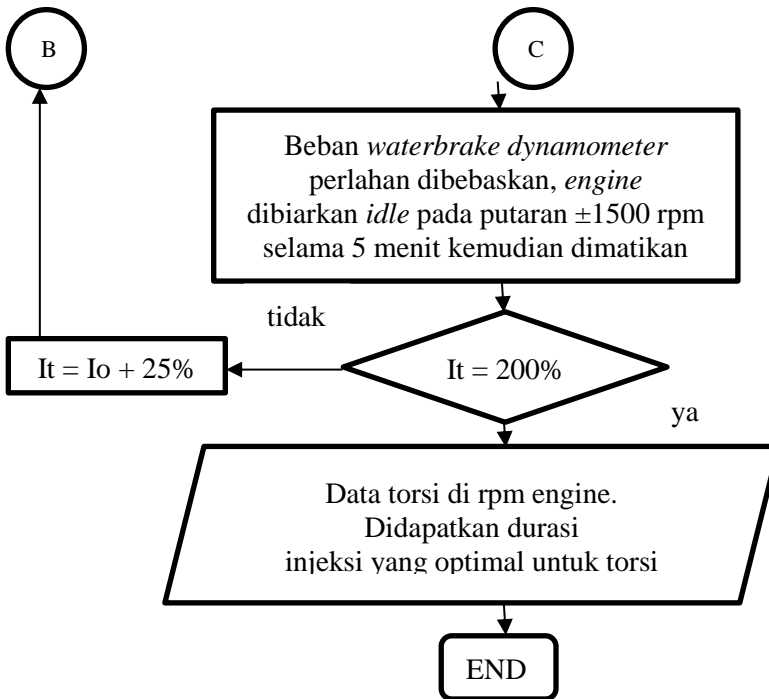 B
C
Beban waterbrake dynamometer
perlahan dibebaskan, engine
dibiarkan idle pada putaran ±1500 rpm
selama 5 menit kemudian dimatikan
tidak
It = Io + 25%
It = 200%
ya
Data torsi di rpm engine.
Didapatkan durasi
injeksi yang optimal untuk torsi
END